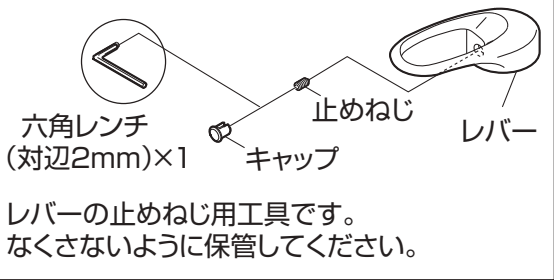 止めねじ
レバー
六角レンチ
(対辺2mm)×1
キャップ
レバーの止めねじ用工具です。
なくさないように保管してください。